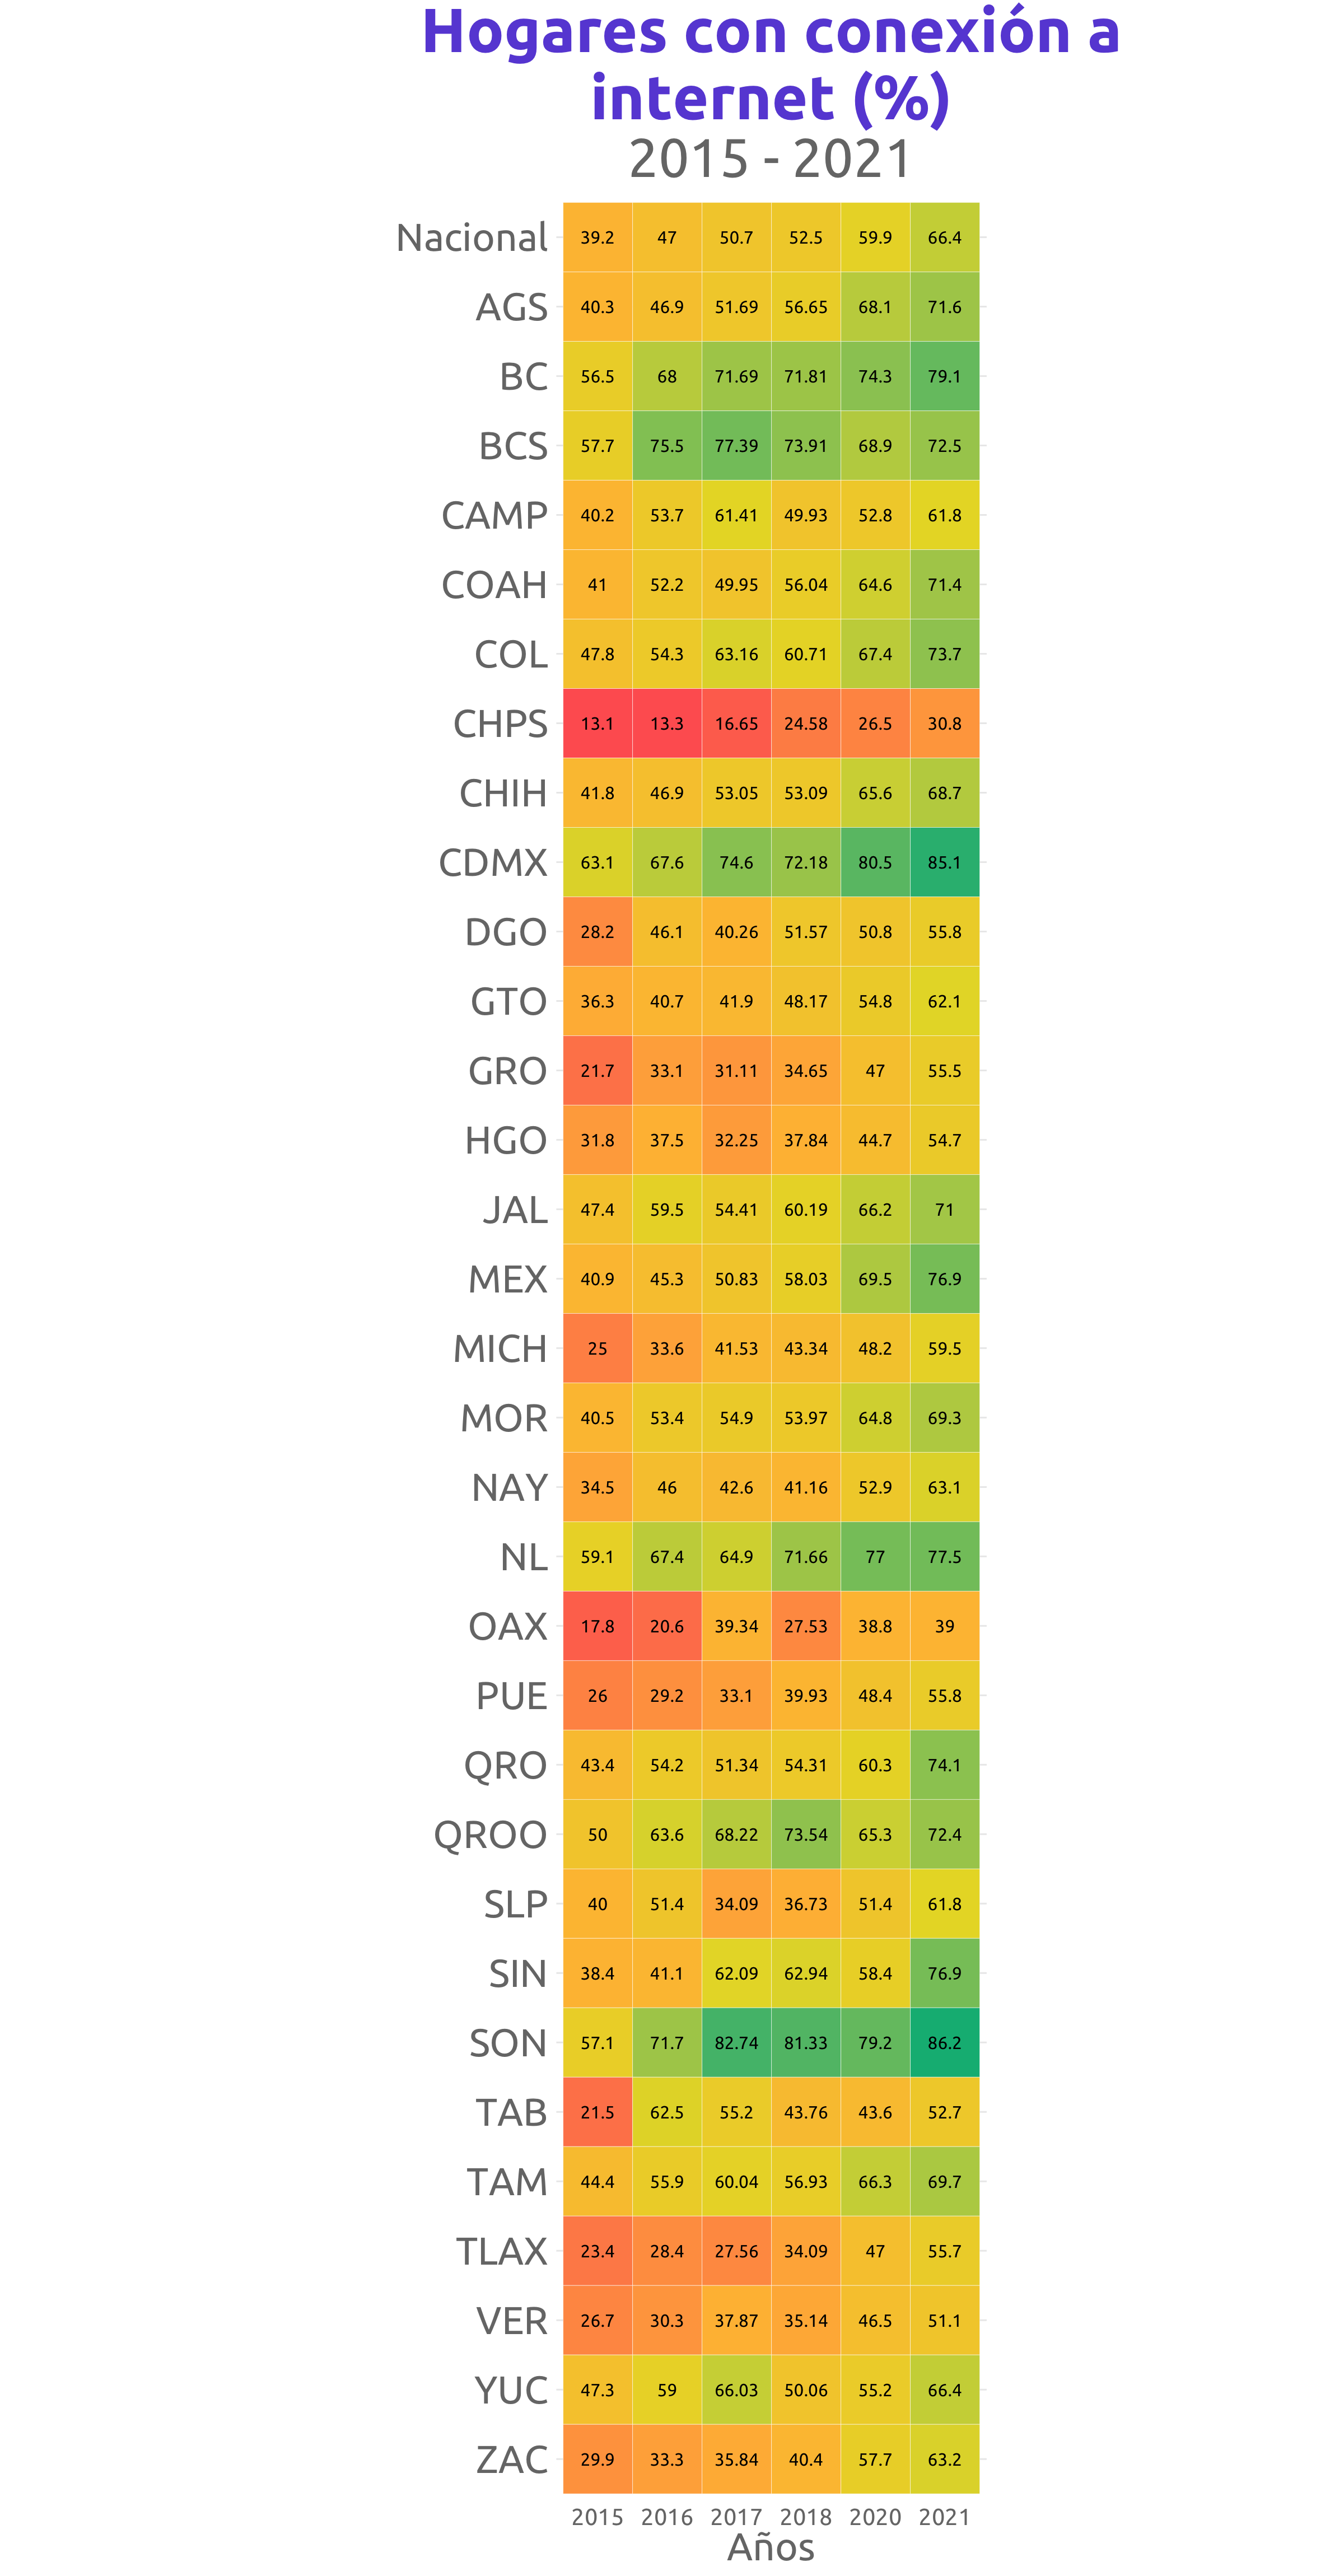 Hogares con conexión a
internet (%)
2015 - 2021
Nacional 39.2 47 50.7 52.5 59.9 66.4
AGS 40.3 46.9 51.69 56.65 68.1 71.6
BC 56.5 68 71.69 71.81 74.3 79.1
BCS 57.7 75.5 77.39 73.91 68.9 72.5
CAMP 40.2 53.7 61.41 49.93 52.8 61.8
COAH 41 52.2 49.95 56.04 64.6 71.4
COL 47.8 54.3 63.16 60.71 67.4 73.7
CHPS 13.1 13.3 16.65 24.58 26.5 30.8
CHIH 41.8 46.9 53.05 53.09 65.6 68.7
CDMX 63.1 67.6 74.6 72.18 80.5 85.1
DGO 28.2 46.1 40.26 51.57 50.8 55.8
GTO 36.3 40.7 41.9 48.17 54.8 62.1
GRO 21.7 33.1 31.11 34.65 47 55.5
HGO 31.8 37.5 32.25 37.84 44.7 54.7
JAL 47.4 59.5 54.41 60.19 66.2 71
MEX 40.9 45.3 50.83 58.03 69.5 76.9
MICH 25 33.6 41.53 43.34 48.2 59.5
MOR 40.5 53.4 54.9 53.97 64.8 69.3
NAY 34.5 46 42.6 41.16 52.9 63.1
NL 59.1 67.4 64.9 71.66 77 77.5
OAX 17.8 20.6 39.34 27.53 38.8 39
PUE 26 29.2 33.1 39.93 48.4 55.8
QRO 43.4 54.2 51.34 54.31 60.3 74.1
QROO 50 63.6 68.22 73.54 65.3 72.4
SLP 40 51.4 34.09 36.73 51.4 61.8
SIN 38.4 41.1 62.09 62.94 58.4 76.9
SON 57.1 71.7 82.74 81.33 79.2 86.2
TAB 21.5 62.5 55.2 43.76 43.6 52.7
TAM 44.4 55.9 60.04 56.93 66.3 69.7
TLAX 23.4 28.4 27.56 34.09 47 55.7
VER 26.7 30.3 37.87 35.14 46.5 51.1
YUC 47.3 59 66.03 50.06 55.2 66.4
ZAC 29.9 33.3 35.84 40.4 57.7 63.2
2015 2016 2017 2018 2020 2021
Años